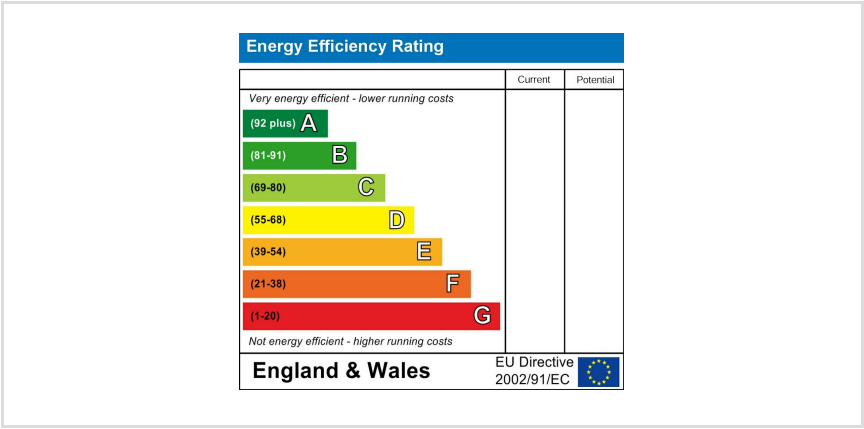 Energy Efficiency Rating
Current Potential
Very energy efficient - lower running costs
(92 plus) A
(81-91) B
(69-80) C
(55-68) D
(39-54) E
(21-38) F
(1-20) G
Not energy efficient - higher running costs
England & Wales
EU Directive
2002/91/EC